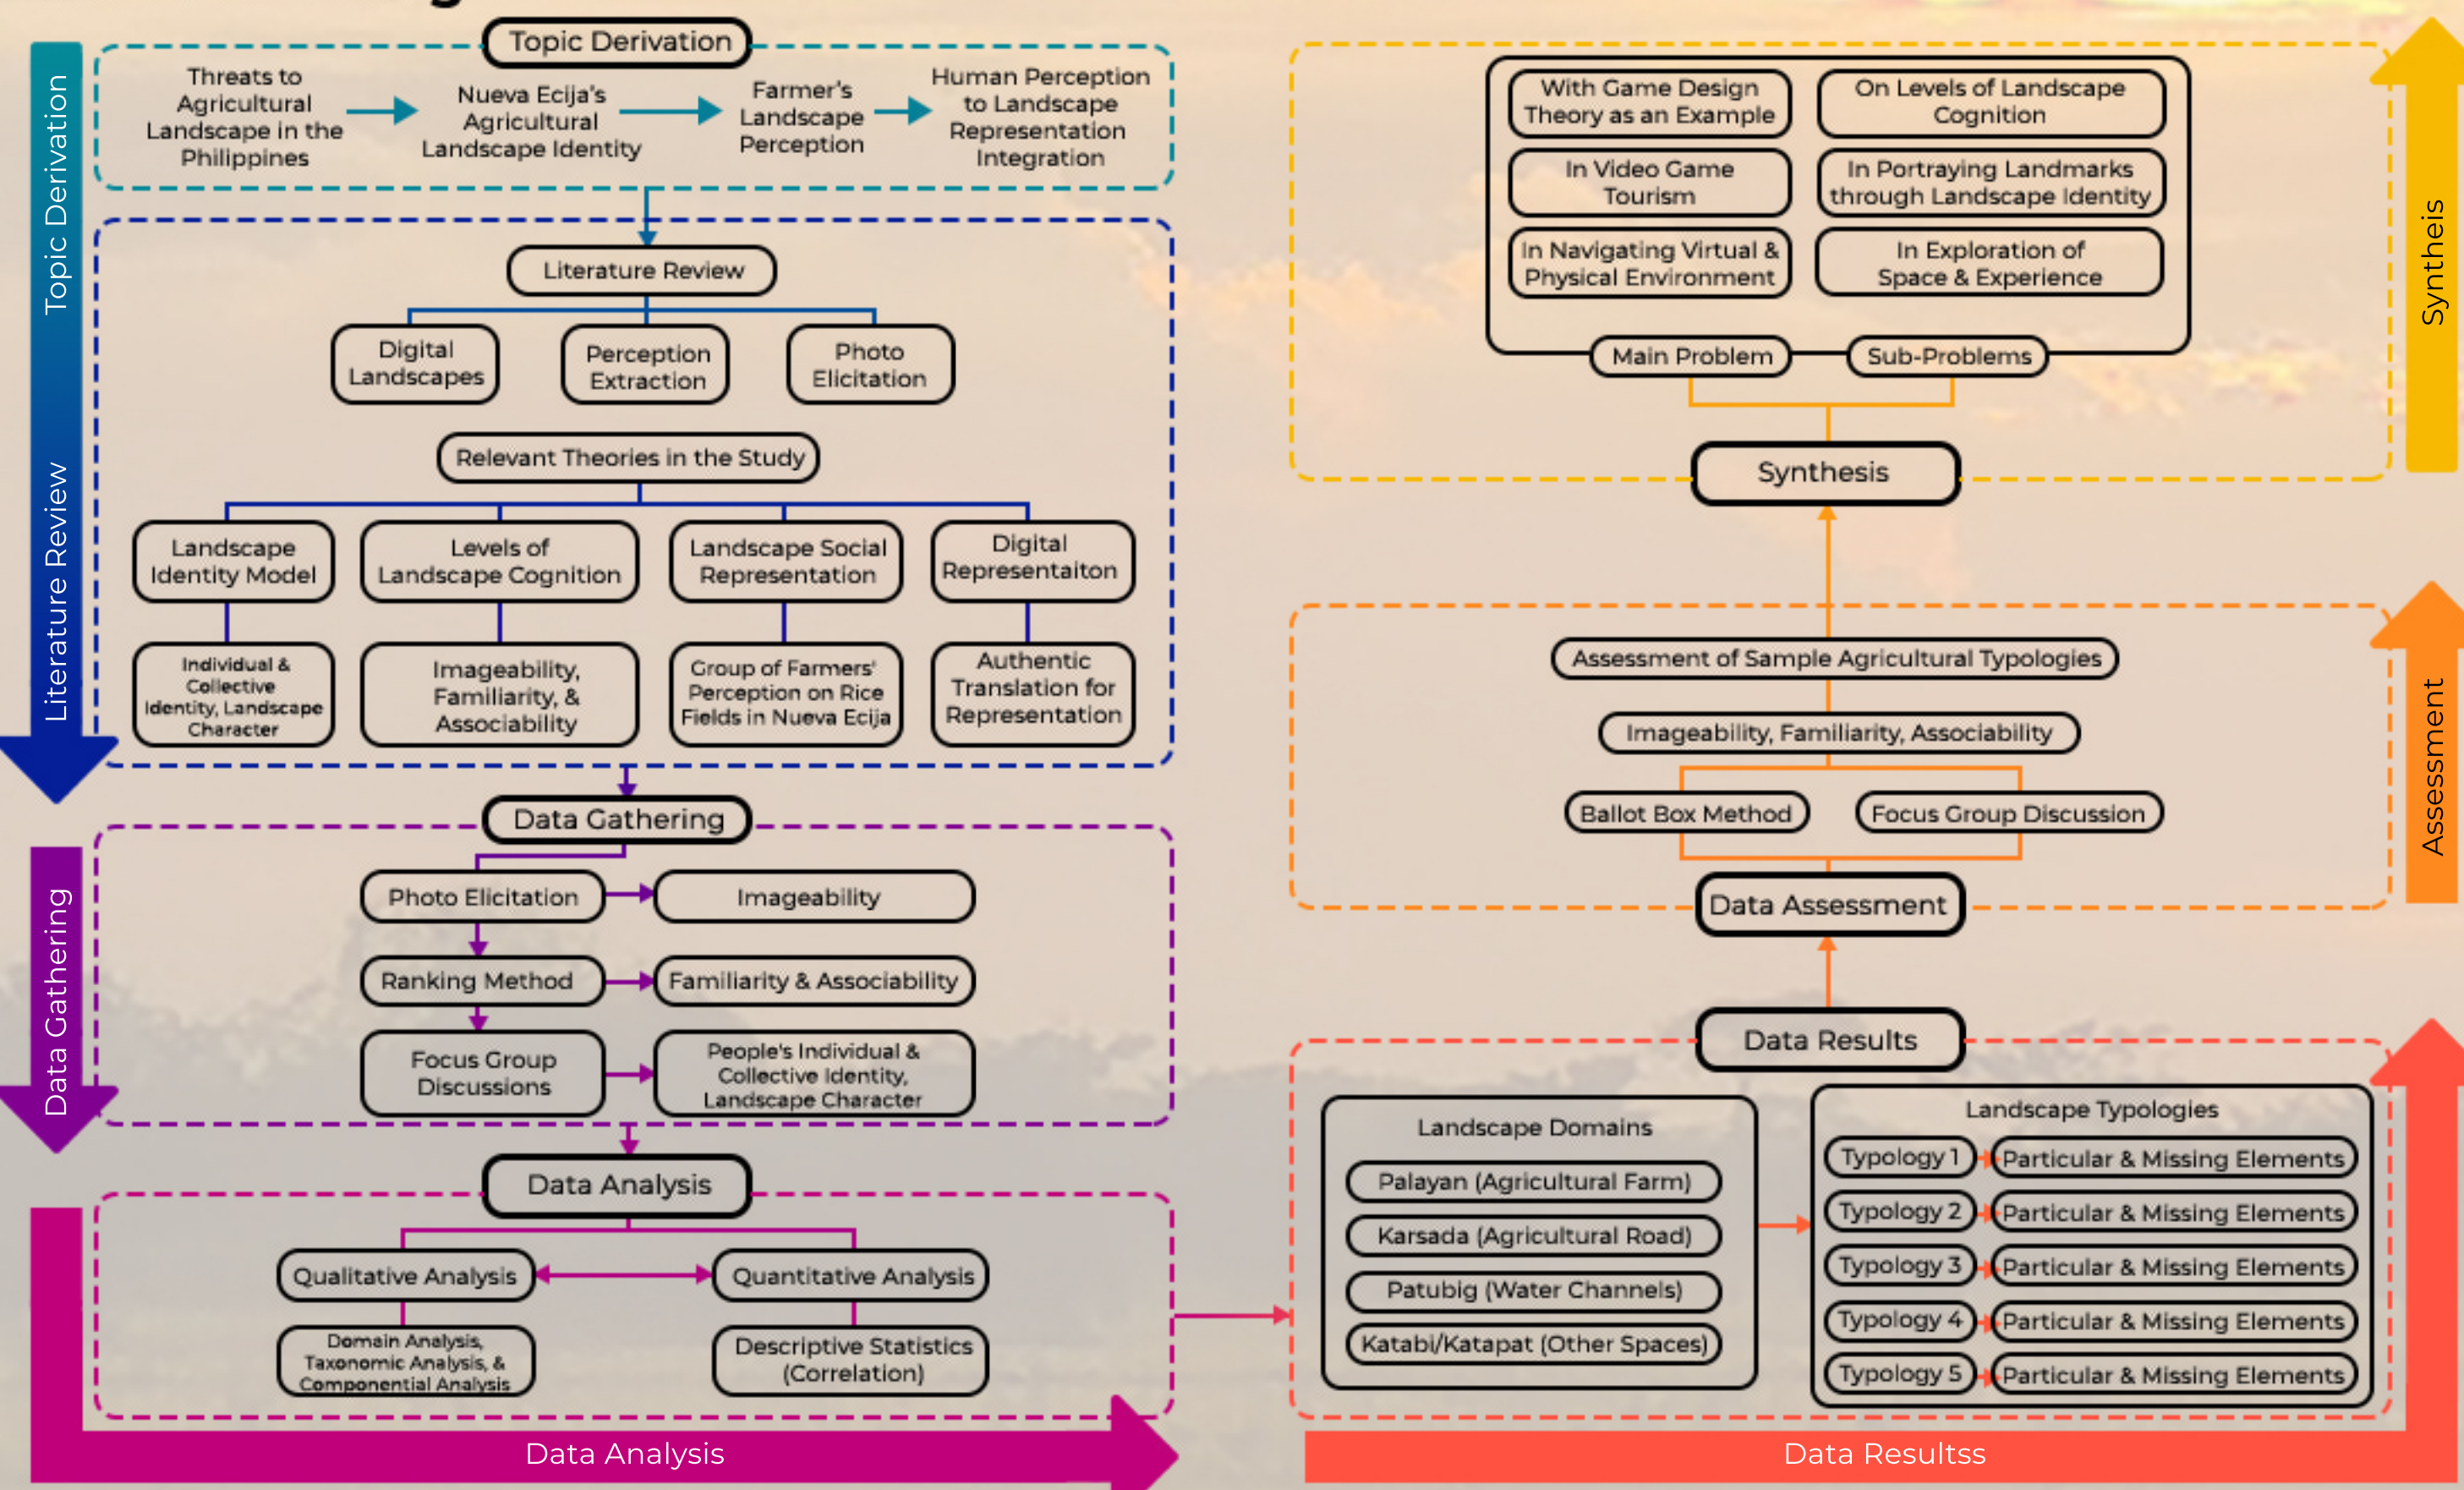 Topic Derivation
Topic Derivation
Threats to
Agricultural
Landscape in the
Philippines
Nueva Ecija's
Agricultural
Landscape Identity
Farmer's
Landscape
Perception
Human Perception
to Landscape
Representation
Integration
Literature Review
Literature Review
Digital
Landscapes
Perception
Extraction
Photo
Elicitation
Relevant Theories in the Study
Landscape
Identity Model
Levels of
Landscape Cognition
Landscape Social
Representation
Digital
Representaiton
Individual &
Collective
Identity, Landscape
Character
Imageability,
Familiarity, &
Associability
Group of Farmers'
Perception on Rice
Fields in Nueva Ecija
Authentic
Translation for
Representation
Data Gathering
Data Gathering
Photo Elicitation
Imageability
Ranking Method
Familiarity & Associability
Focus Group
Discussions
People's Individual &
Collective Identity,
Landscape Character
Data Analysis
Qualitative Analysis
Quantitative Analysis
Domain Analysis,
Taxonomic Analysis, &
Componential Analysis
Descriptive Statistics
(Correlation)
Data Analysis
With Game Design
Theory as an Example
On Levels of Landscape
Cognition
In Video Game
Tourism
In Portraying Landmarks
through Landscape Identity
In Navigating Virtual &
Physical Environment
In Exploration of
Space & Experience
Main Problem
Sub-Problems
Synthesis
Syntheis
Assessment of Sample Agricultural Typologies
Imageability, Familiarity, Associability
Ballot Box Method
Focus Group Discussion
Data Assessment
Assessment
Data Results
Landscape Domains
Palayan (Agricultural Farm)
Karsada (Agricultural Road)
Patubig (Water Channels)
Katabi/Katapat (Other Spaces)
Landscape Typologies
Typology 1
Particular & Missing Elements
Typology 2
Particular & Missing Elements
Typology 3
Particular & Missing Elements
Typology 4
Particular & Missing Elements
Typology 5
Particular & Missing Elements
Data Resultss